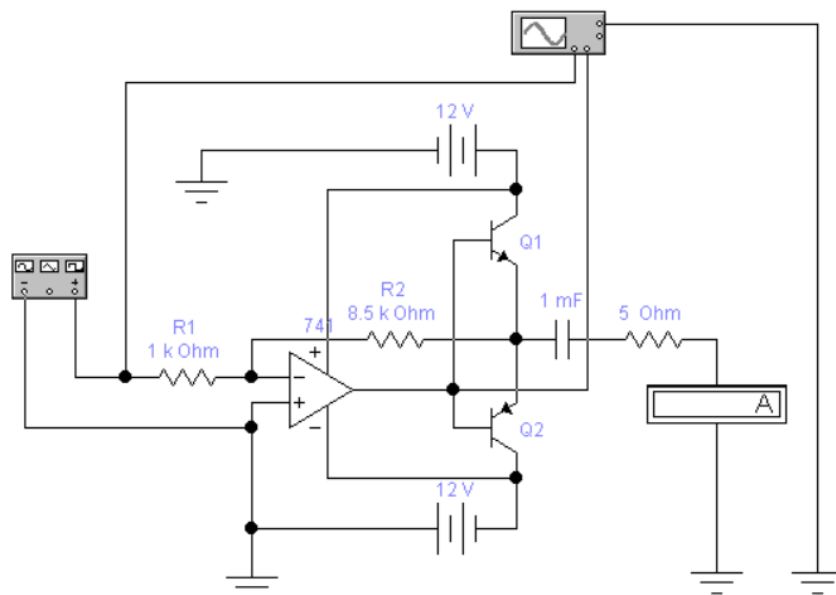 12 V
Q1
R2
8.5 k Ohm
1 mF
5 Ohm
R1
1 k Ohm
741
+
−
+
−
−
+
A
Q2
12 V